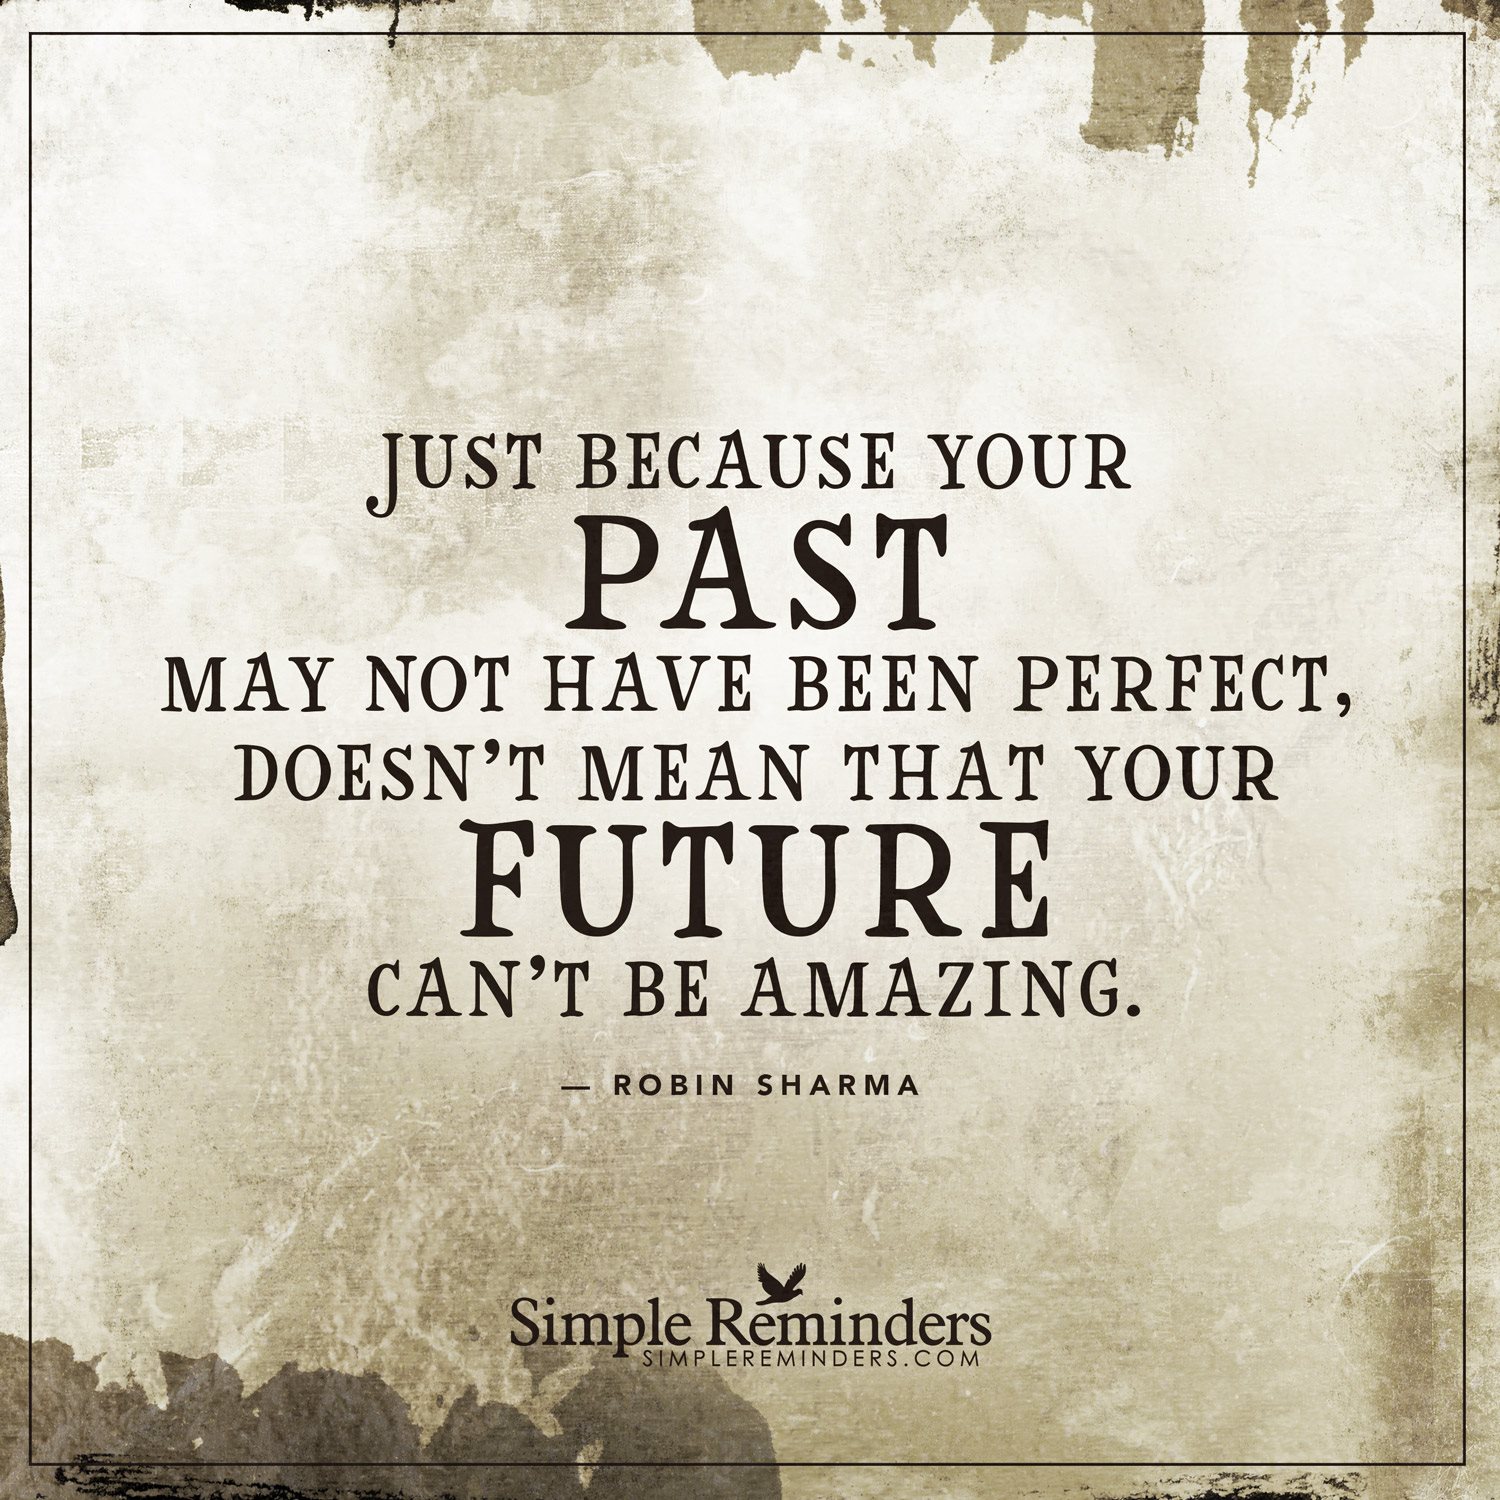 JUST BECAUSE YOUR
PAST
MAY NOT HAVE BEEN PERFECT,
DOESN’T MEAN THAT YOUR
FUTURE
CAN’T BE AMAZING.
— ROBIN SHARMA
Simple Reminders
SIMPLEREMINDERS.COM